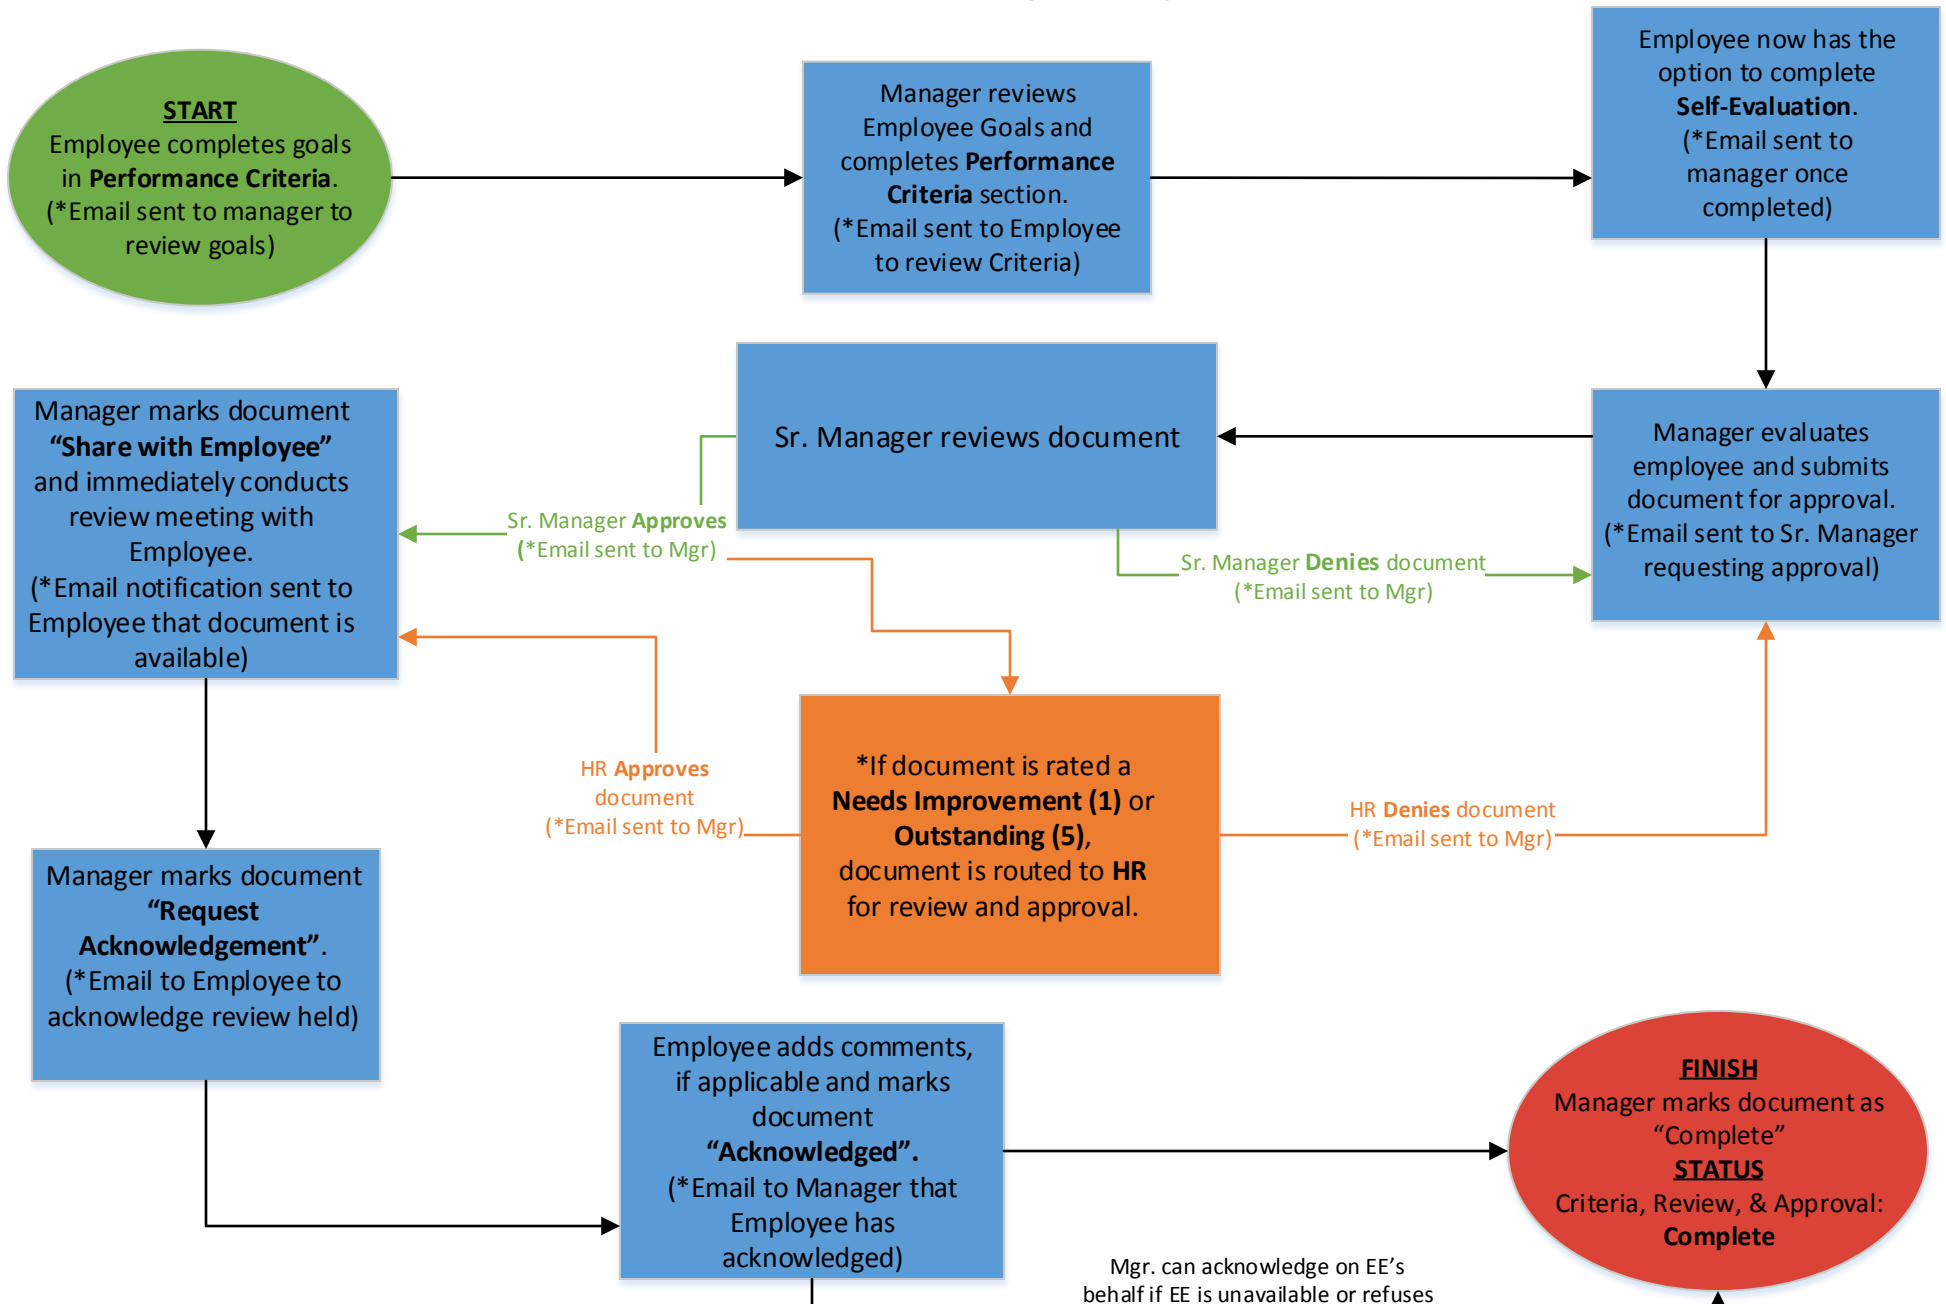 START
Employee completes goals
in Performance Criteria.
(*Email sent to manager to
review goals)
Manager reviews
Employee Goals and
completes Performance
Criteria section.
(*Email sent to Employee
to review Criteria)
Employee now has the
option to complete
Self-Evaluation.
(*Email sent to
manager once
completed)
Manager evaluates
employee and submits
document for approval.
(*Email sent to Sr. Manager
requesting approval)
Sr. Manager reviews document
Sr. Manager Approves
(*Email sent to Mgr)
Sr. Manager Denies document
(*Email sent to Mgr)
Manager marks document
“Share with Employee”
and immediately conducts
review meeting with
Employee.
(*Email notification sent to
Employee that document is
available)
*If document is rated a
Needs Improvement (1) or
Outstanding (5),
document is routed to HR
for review and approval.
HR Approves
document
(*Email sent to Mgr)
HR Denies document
(*Email sent to Mgr)
Manager marks document
“Request
Acknowledgement”.
(*Email to Employee to
acknowledge review held)
Employee adds comments,
if applicable and marks
document
“Acknowledged”.
(*Email to Manager that
Employee has
acknowledged)
Mgr. can acknowledge on EE’s
behalf if EE is unavailable or refuses
FINISH
Manager marks document as
“Complete”
STATUS
Criteria, Review, & Approval:
Complete